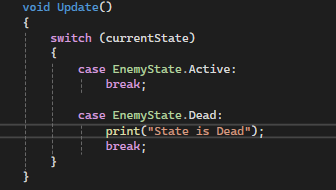 void Update()
{
switch (currentState)
{
case EnemyState.Active:
break;
case EnemyState.Dead:
print("State is Dead");
break;
}
}